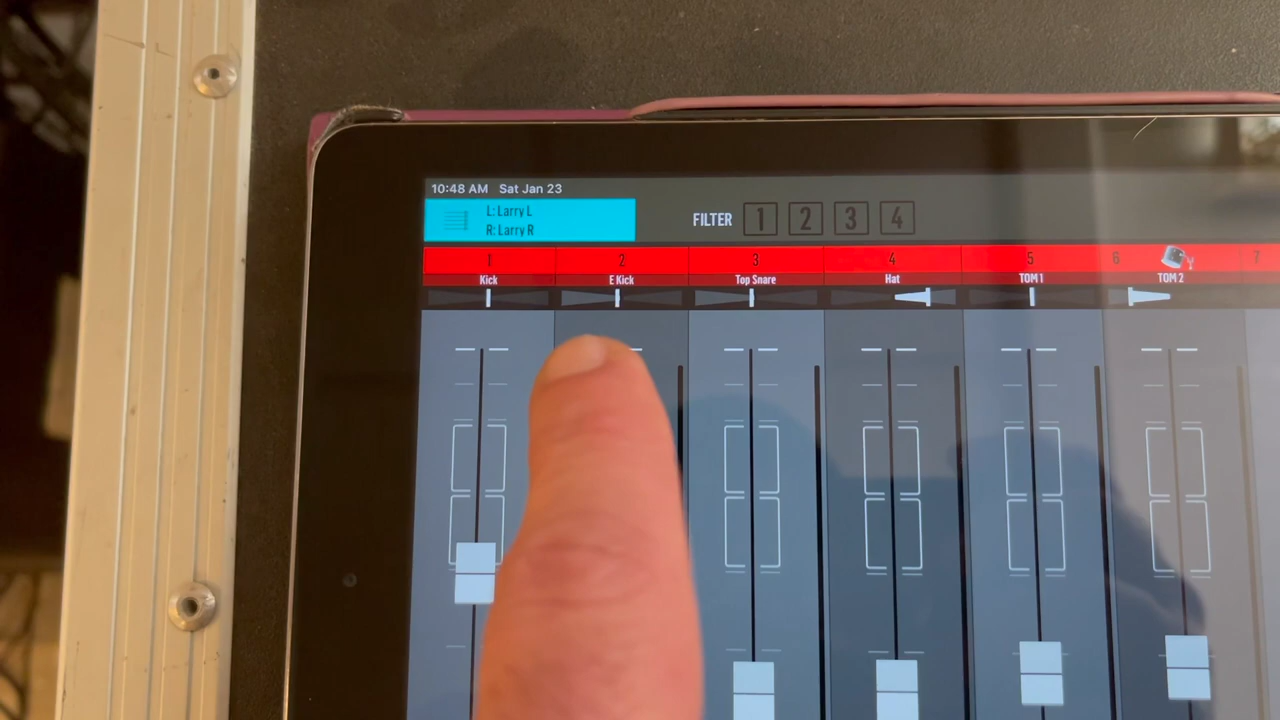 10:48 AM Sat Jan 23
L: Larry L
R: Larry R
FILTER 1 2 3 4
1 2 3 4 5 6 7
Kick E Kick Top Snare Hat TOM 1 TOM 2